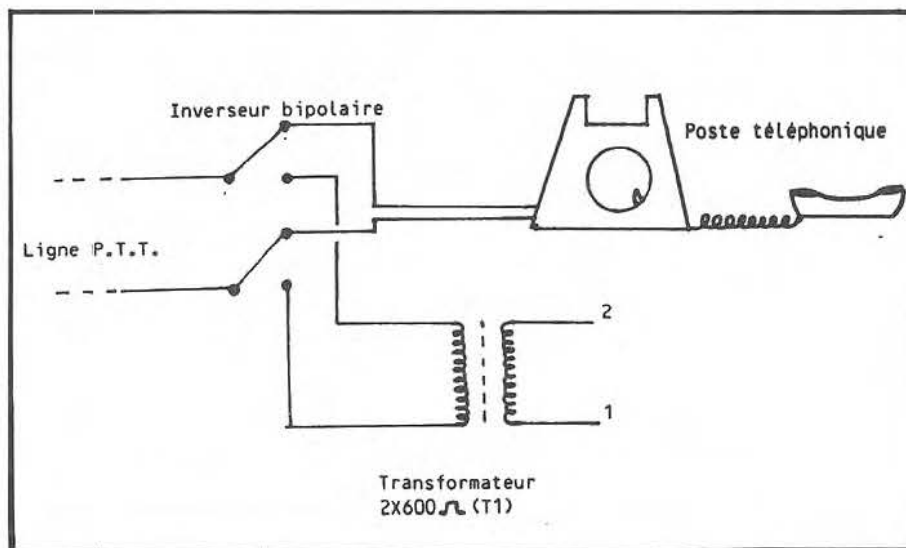 Inverseur bipolaire
Poste téléphonique
Ligne P.T.T.
2
1
Transformateur
2X600 Ω (T1)